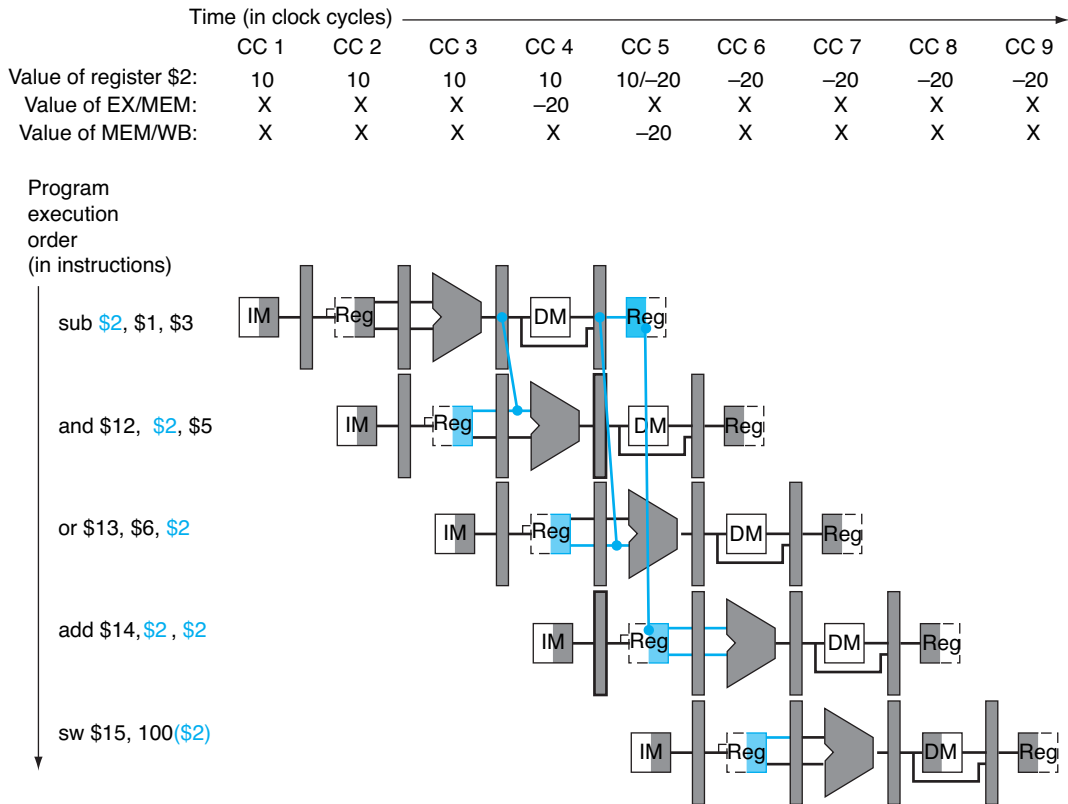 Time (in clock cycles)
CC 1 CC 2 CC 3 CC 4 CC 5 CC 6 CC 7 CC 8 CC 9
Value of register $2: 10 10 10 10 10/–20 –20 –20 –20 –20
Value of EX/MEM: X X X –20 X X X X X
Value of MEM/WB: X X X X –20 X X X X
Program
execution
order
(in instructions)
sub $2, $1, $3 IM Reg DM Reg
and $12, $2, $5 IM Reg DM Reg
or $13, $6, $2 IM Reg DM Reg
add $14,$2 , $2 IM Reg DM Reg
sw $15, 100($2) IM Reg DM Reg